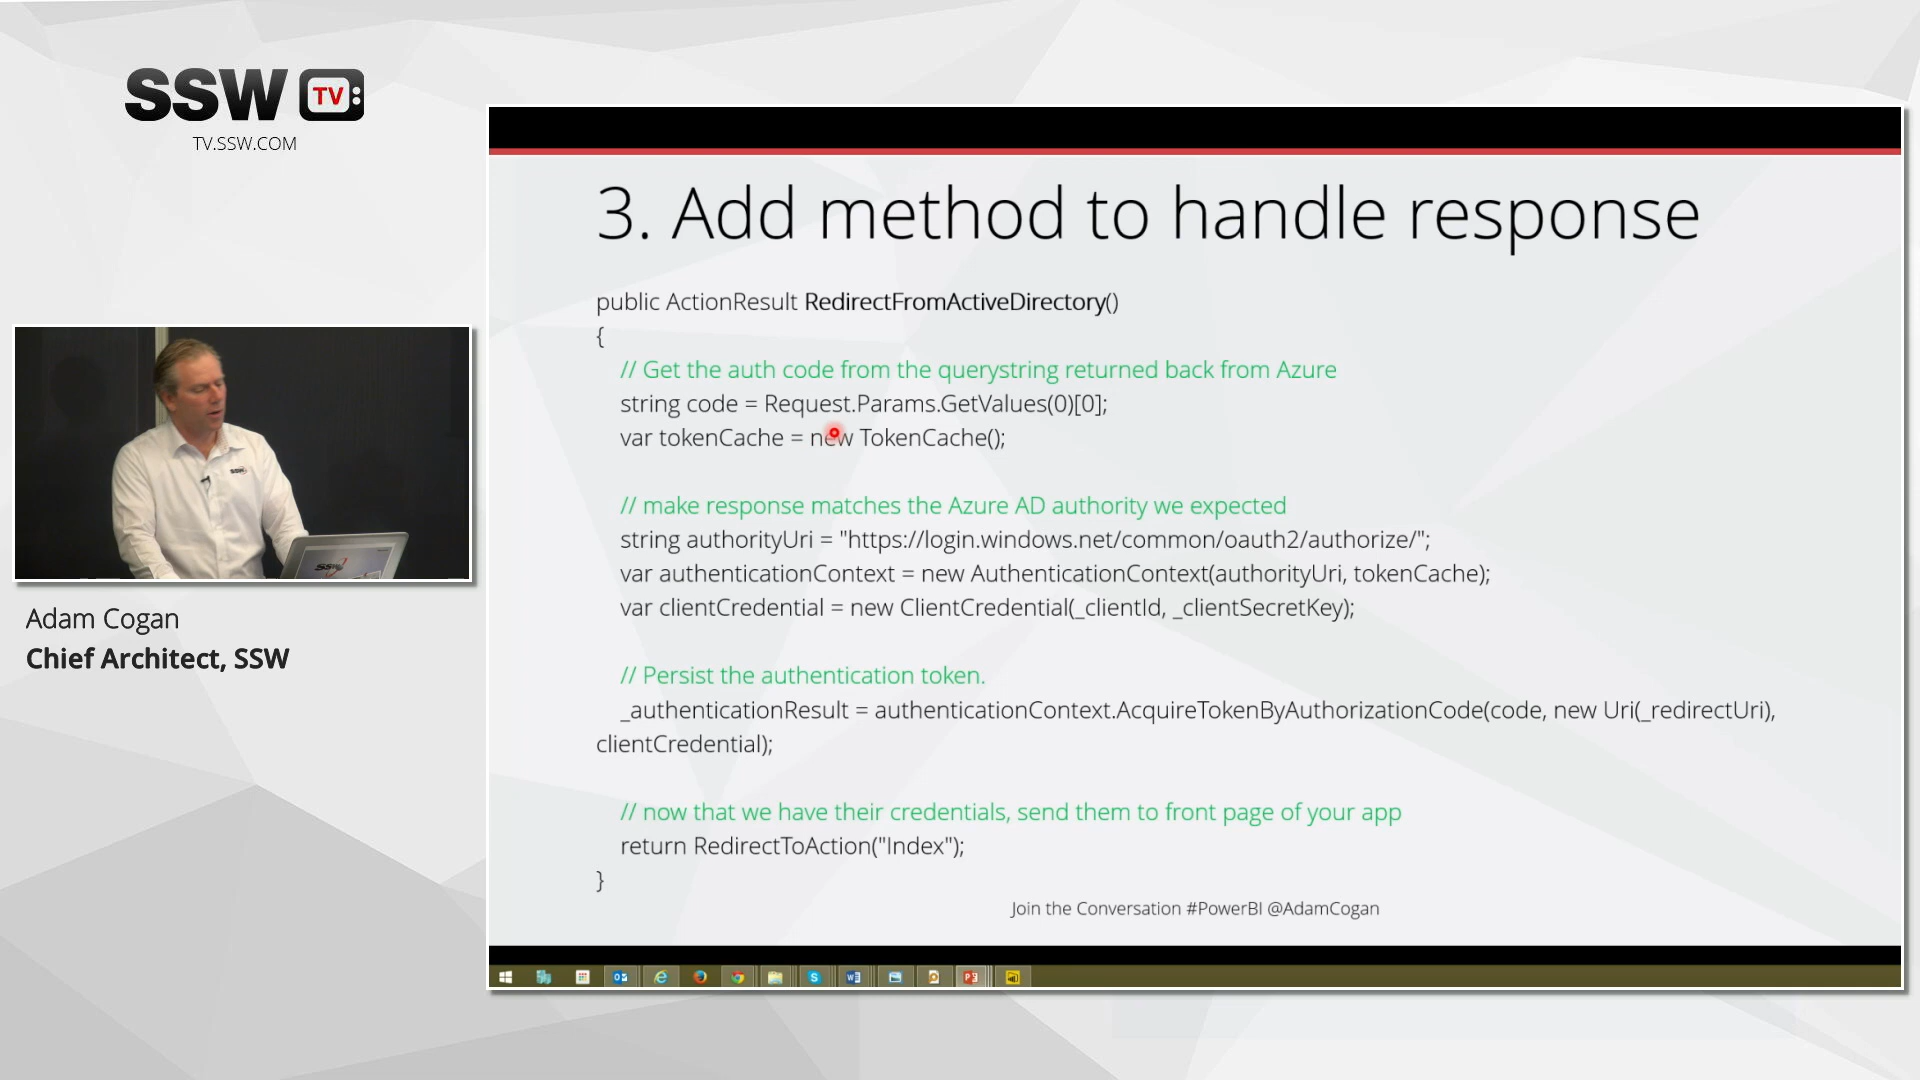 SSW TV:
TV.SSW.COM
3. Add method to handle response
public ActionResult RedirectFromActiveDirectory()
{
// Get the auth code from the querystring returned back from Azure
string code = Request.Params.GetValues(0)[0];
var tokenCache = new TokenCache();
// make response matches the Azure AD authority we expected
string authorityUri = "https://login.windows.net/common/oauth2/authorize/";
var authenticationContext = new AuthenticationContext(authorityUri, tokenCache);
var clientCredential = new ClientCredential(_clientId, _clientSecretKey);
// Persist the authentication token.
_authenticationResult = authenticationContext.AcquireTokenByAuthorizationCode(code, new Uri(_redirectUri),
clientCredential);
// now that we have their credentials, send them to front page of your app
return RedirectToAction("Index");
}
Join the Conversation #PowerBI @AdamCogan
SSW
SSW
Adam Cogan
Chief Architect, SSW